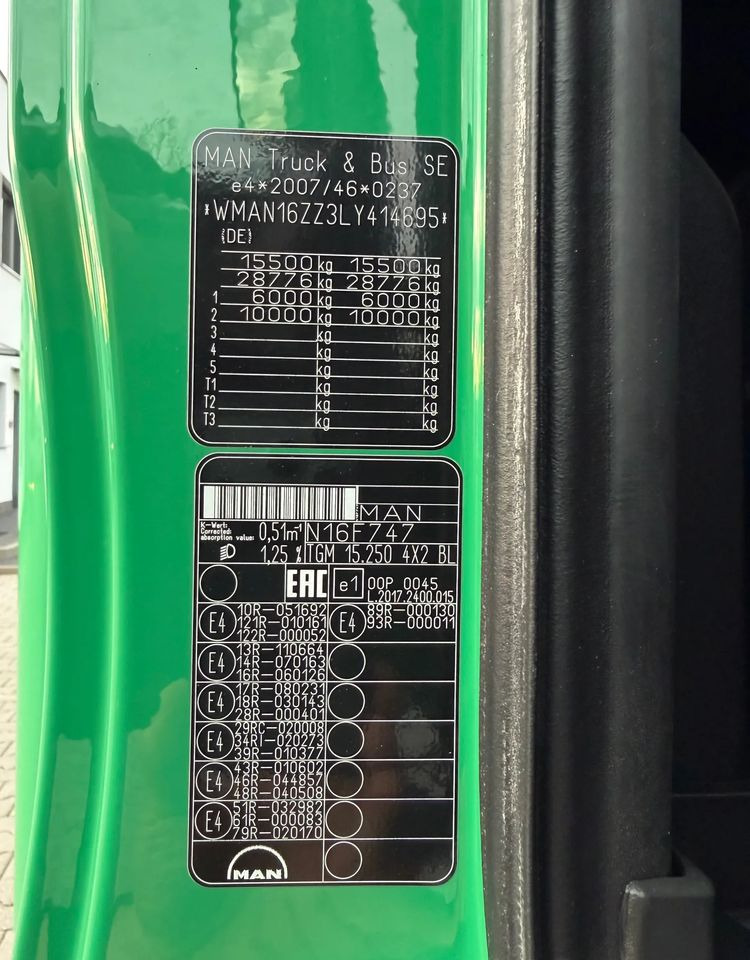 MAN Truck & Bus SE
e4*2007/46*0237
*WMAN16ZZ3LY414695*
(DE)
15500 kg 15500 kg
28776 kg 28776 kg
1 6000 kg 6000 kg
2 10000 kg 10000 kg
3 kg kg
4 kg kg
5 kg kg
T1 kg kg
T2 kg kg
T3 kg kg
MAN
K-Wert:
Corrected
absorption value: 0,51m⁻¹ N16F747
1,25 % TGM 15.250 4X2 BL
EAC e1 00P 0045
L.2017.2400.015
E4 10R-051692 E4 89R-000130
121R-010161 93R-000011
122R-000052
E4 13R-110664
14R-070163
16R-060126
E4 17R-080231
18R-030143
28R-000401
E4 29RC-020008
34RI-020273
39R-010377
E4 43R-010602
46R-044857
48R-040508
E4 51R-032982
61R-000083
79R-020170
MAN